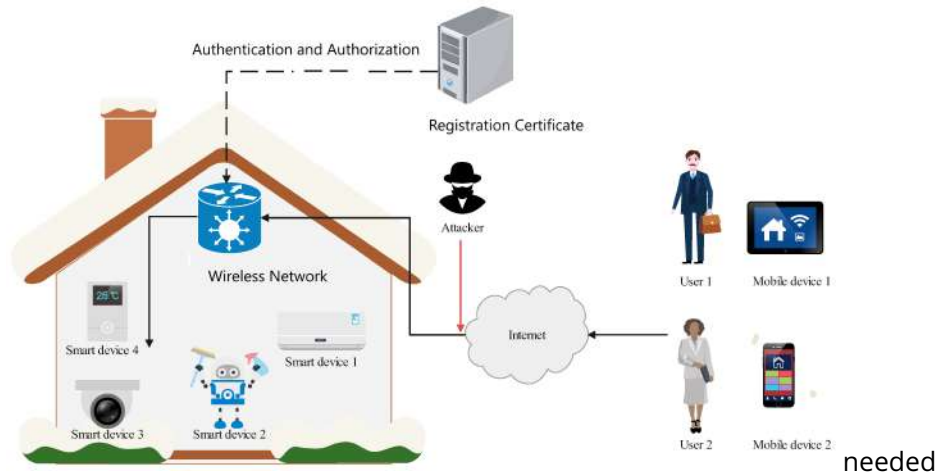 Authentication and Authorization
Registration Certificate
Attacker
Wireless Network
User 1
Mobile device 1
25℃
Smart device 4
Smart device 1
Internet
Smart device 3
Smart device 2
User 2
Mobile device 2
needed